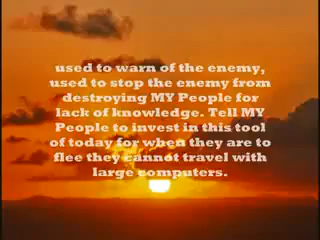 used to warn of the enemy,
used to stop the enemy from
destroying MY People for
lack of knowledge. Tell MY
People to invest in this tool
of today for when they are to
flee they cannot travel with
large computers.